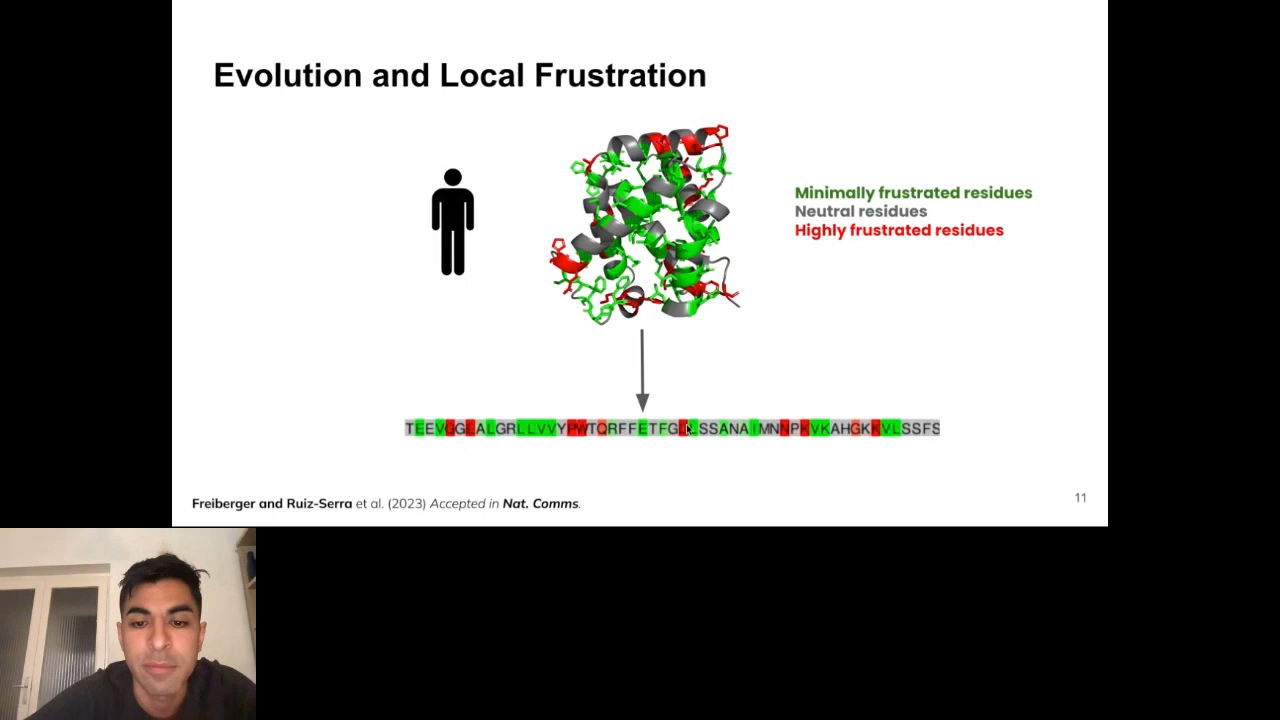 Evolution and Local Frustration
Minimally frustrated residues
Neutral residues
Highly frustrated residues
TEEVGGEALGRLLVVYPWTQRFFETFGDLSSANAIMNNPKVKAHGKKVLSSFS
Freiberger and Ruiz-Serra et al. (2023) Accepted in Nat. Comms.
11